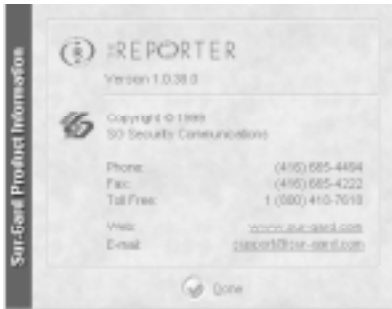 Sur-Gard Product Information
THE REPORTER
Version 1.0.38.0
Copyright © 1999
SG Security Communications
Phone: (416) 665-4494
Fax: (416) 665-4222
Toll Free: 1 (800) 418-7618
Web: www.sur-gard.com
E-mail: support@sur-gard.com
Done